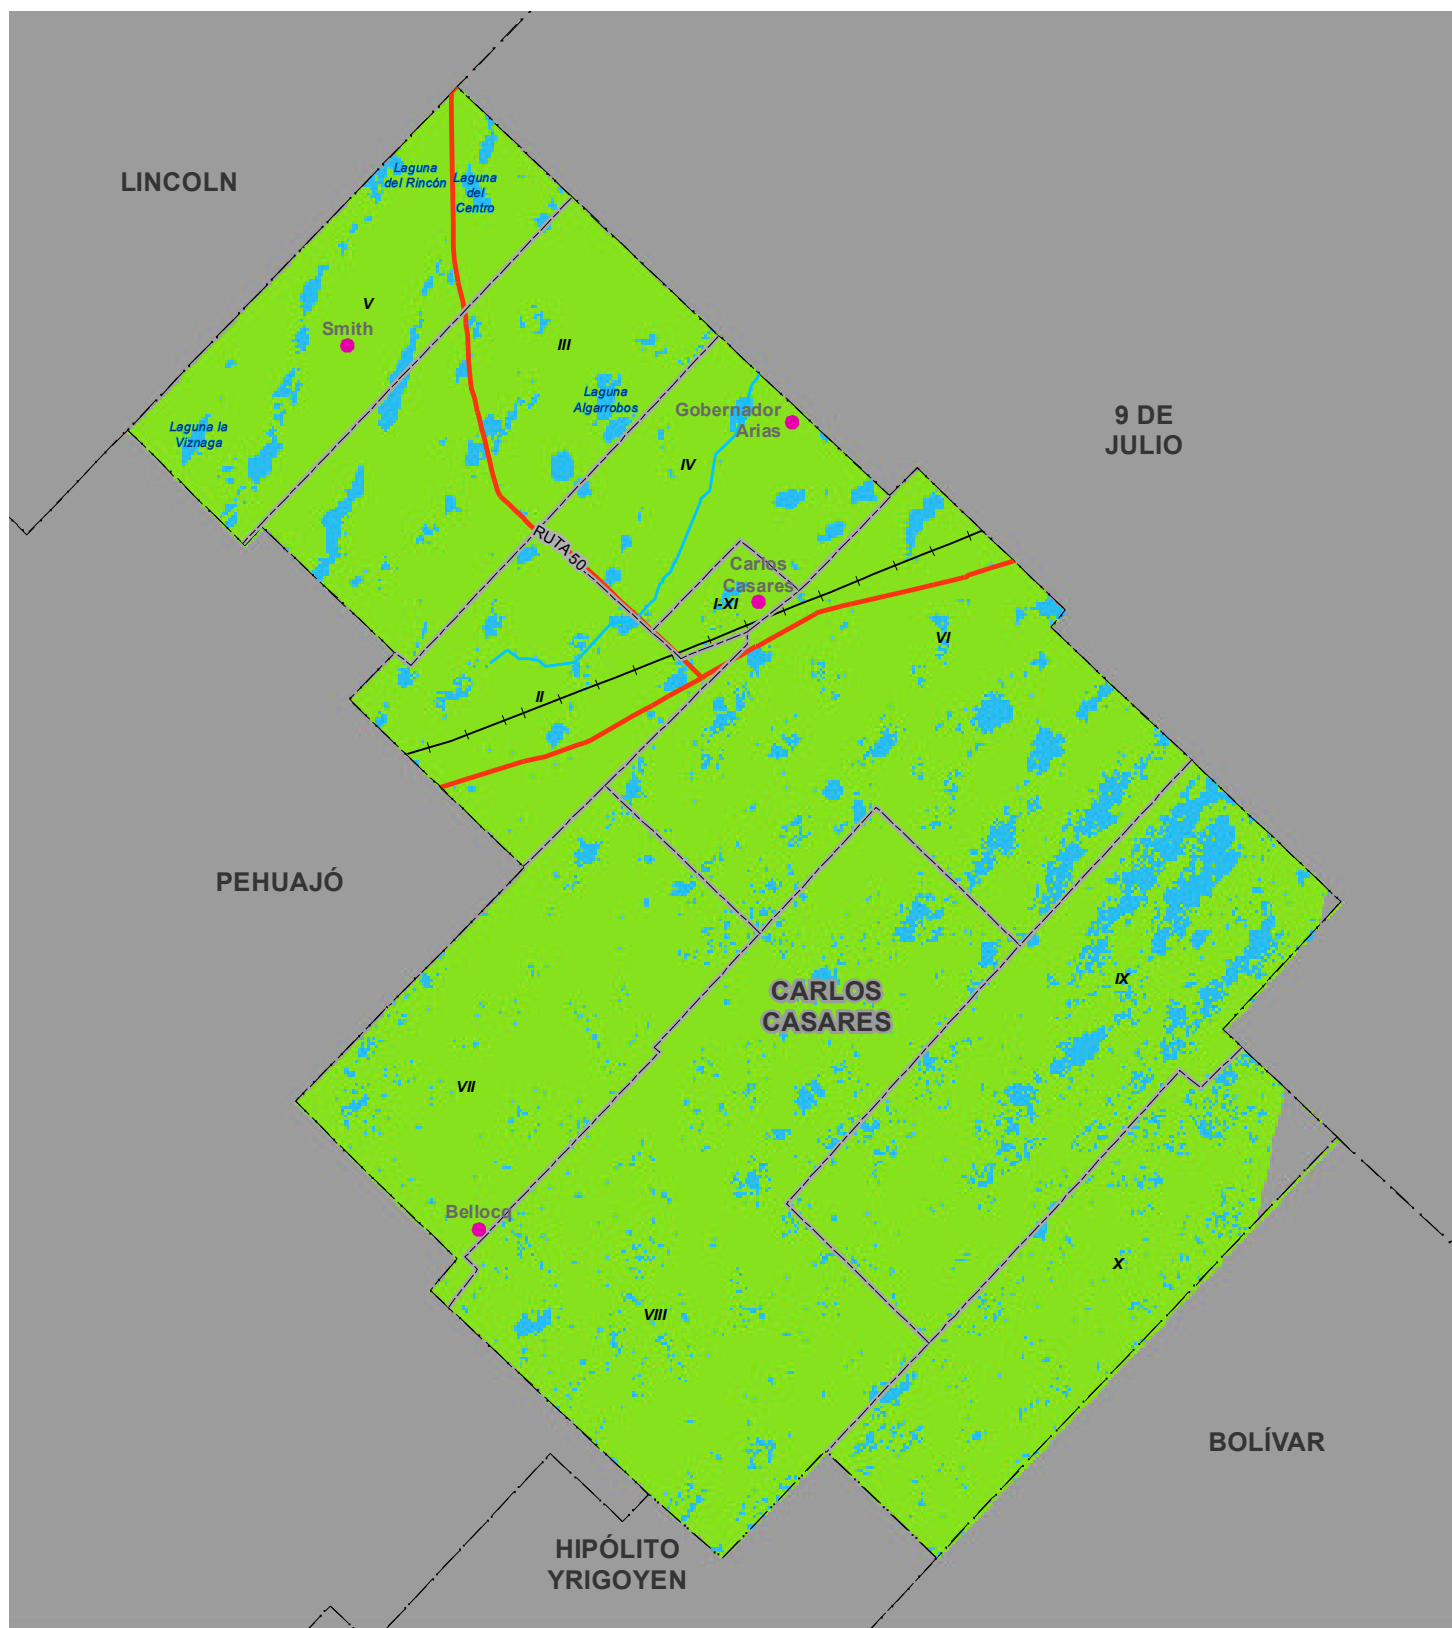 LINCOLN
Laguna
del Rincón
Laguna
del
Centro
V
Smith
III
Laguna
Algarrobos
Laguna la
Viznaga
Gobernador
Arias
9 DE
JULIO
IV
RUTA 50
Carlos
Casares
I-XI
VI
II
PEHUAJÓ
CARLOS
CASARES
IX
VII
Bellocq
X
VIII
BOLÍVAR
HIPÓLITO
YRIGOYEN